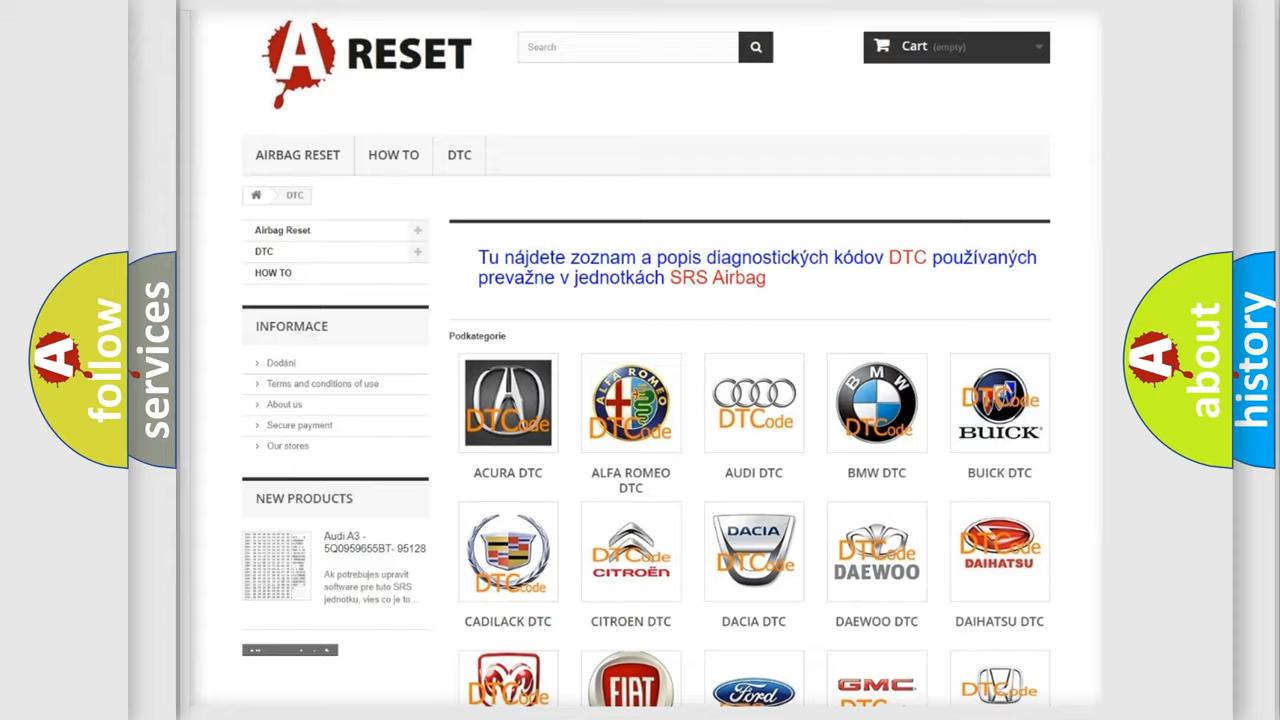 A RESET
Search
Cart (empty)
AIRBAG RESET
HOW TO
DTC
DTC
Airbag Reset
DTC
HOW TO
INFORMACE
Dodání
Terms and conditions of use
About us
Secure payment
Our stores
NEW PRODUCTS
Audi A3 -
5Q0959655BT- 95128
Ak potrebujes upravit
software pre tuto SRS
jednotku, vies co je to...
Tu nájdete zoznam a popis diagnostických kódov DTC používaných
prevažne v jednotkách SRS Airbag
Podkategorie
DTCode
ALFA ROMEO
DTCode
DTCode
BMW
DTCode
DTCode
BUICK
ACURA DTC
ALFA ROMEO
DTC
AUDI DTC
BMW DTC
BUICK DTC
DTCode
DTCode
CITROËN
DACIA
DTCode
DTCode
DAEWOO
DTCode
DAIHATSU
CADILACK DTC
CITROEN DTC
DACIA DTC
DAEWOO DTC
DAIHATSU DTC
DTCode
FIAT
Ford
GMC
DTCode
A follow
services
A about
history